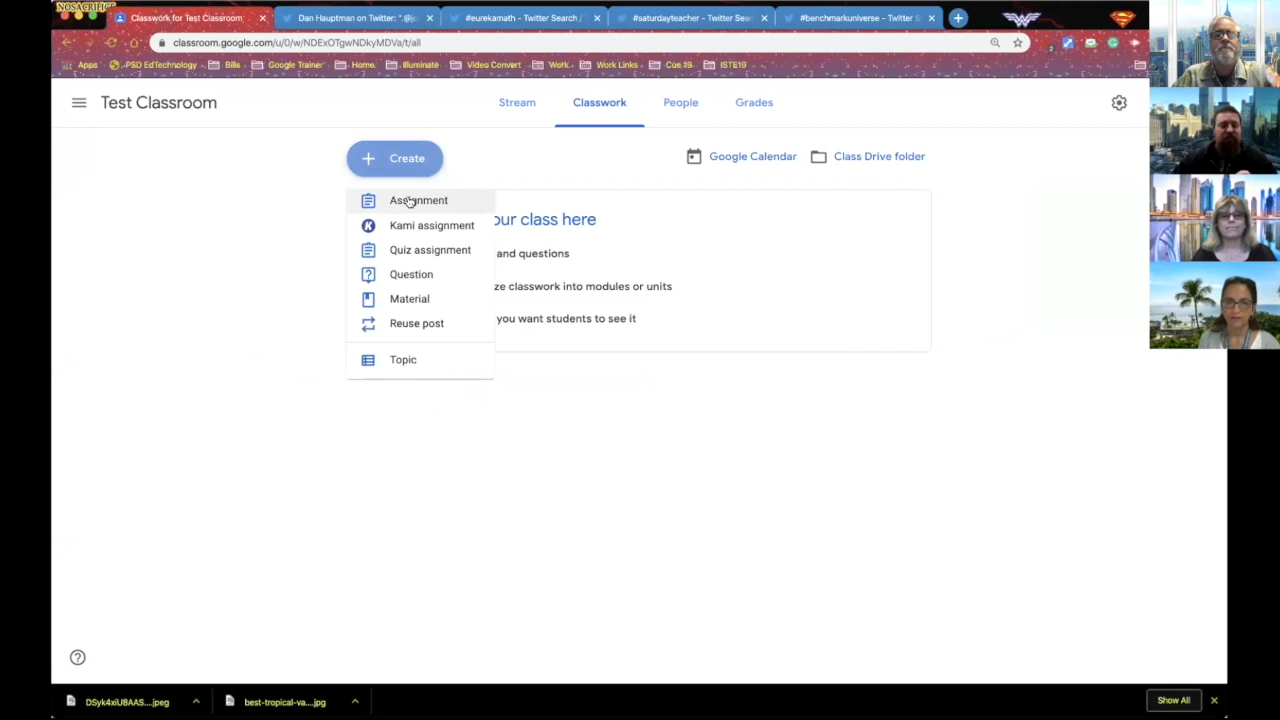 NOSACRIFICE
Classwork for Test Classroom
Dan Hauptman on Twitter: ".@jo
#eurekamath - Twitter Search /
#saturdayteacher - Twitter Sear
#benchmarkuniverse - Twitter S
classroom.google.com/u/0/w/NDExOTgwNDkyMDVa/t/all
Apps
PSD EdTechnology
Bills
Google Trainer
Home
Illuminate
Video Convert
Work
Work Links
Cue 19
ISTE19
Test Classroom
Stream
Classwork
People
Grades
Create
Google Calendar
Class Drive folder
Assignment
Kami assignment
Quiz assignment
Question
Material
Reuse post
Topic
our class here
and questions
ze classwork into modules or units
you want students to see it
DSyk4xiU8AAS....jpeg
best-tropical-va....jpg
Show All